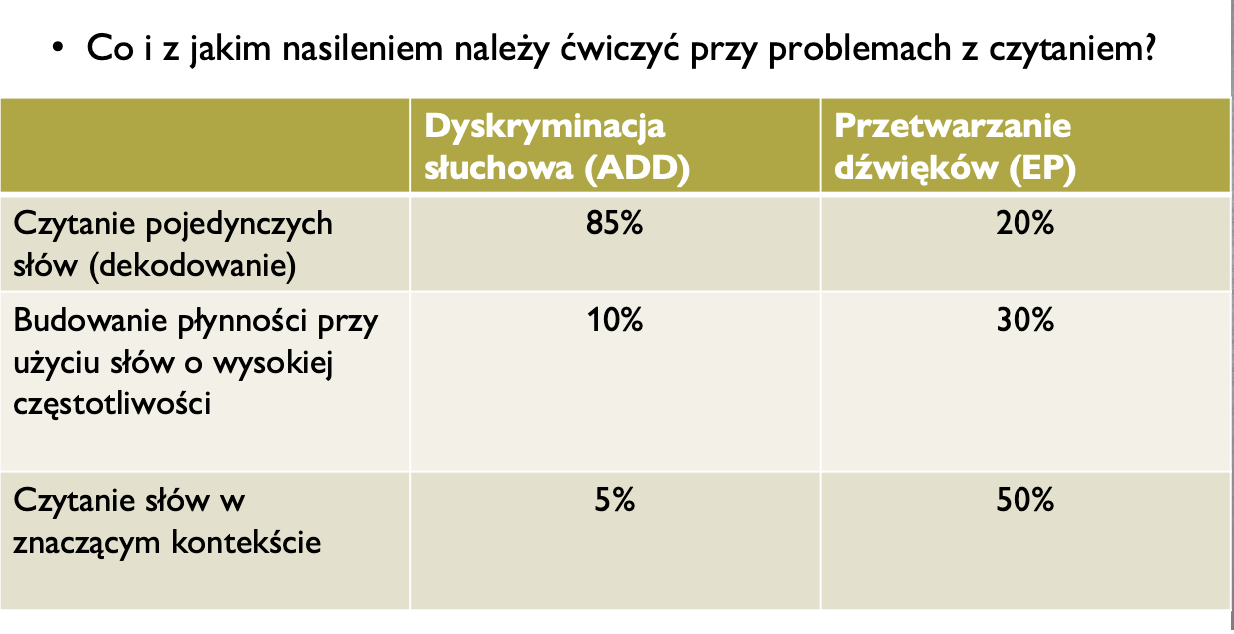 • Co i z jakim nasileniem należy ćwiczyć przy problemach z czytaniem?
Dyskryminacja
słuchowa (ADD)
Przetwarzanie
dźwięków (EP)
Czytanie pojedynczych
słów (dekodowanie)
85%
20%
Budowanie płynności przy
użyciu słów o wysokiej
częstotliwości
10%
30%
Czytanie słów w
znaczącym kontekście
5%
50%